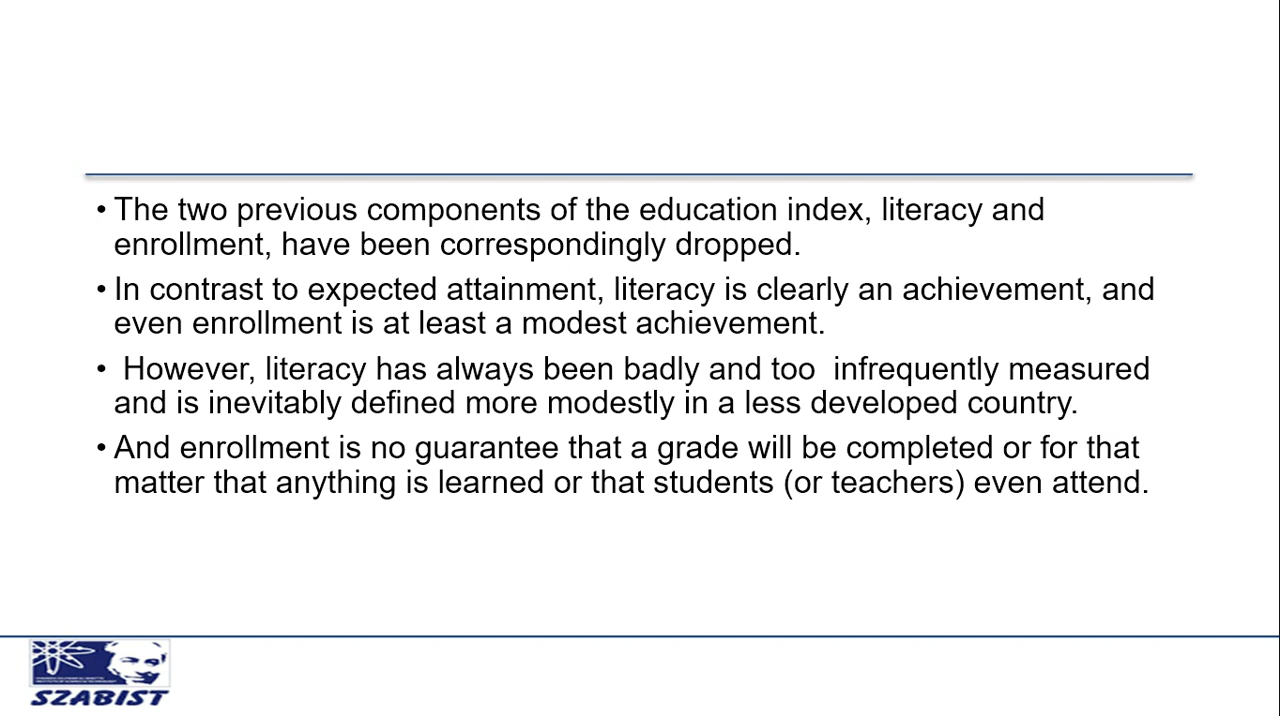 • The two previous components of the education index, literacy and
enrollment, have been correspondingly dropped.
• In contrast to expected attainment, literacy is clearly an achievement, and
even enrollment is at least a modest achievement.
• However, literacy has always been badly and too infrequently measured
and is inevitably defined more modestly in a less developed country.
• And enrollment is no guarantee that a grade will be completed or for that
matter that anything is learned or that students (or teachers) even attend.
SZABIST